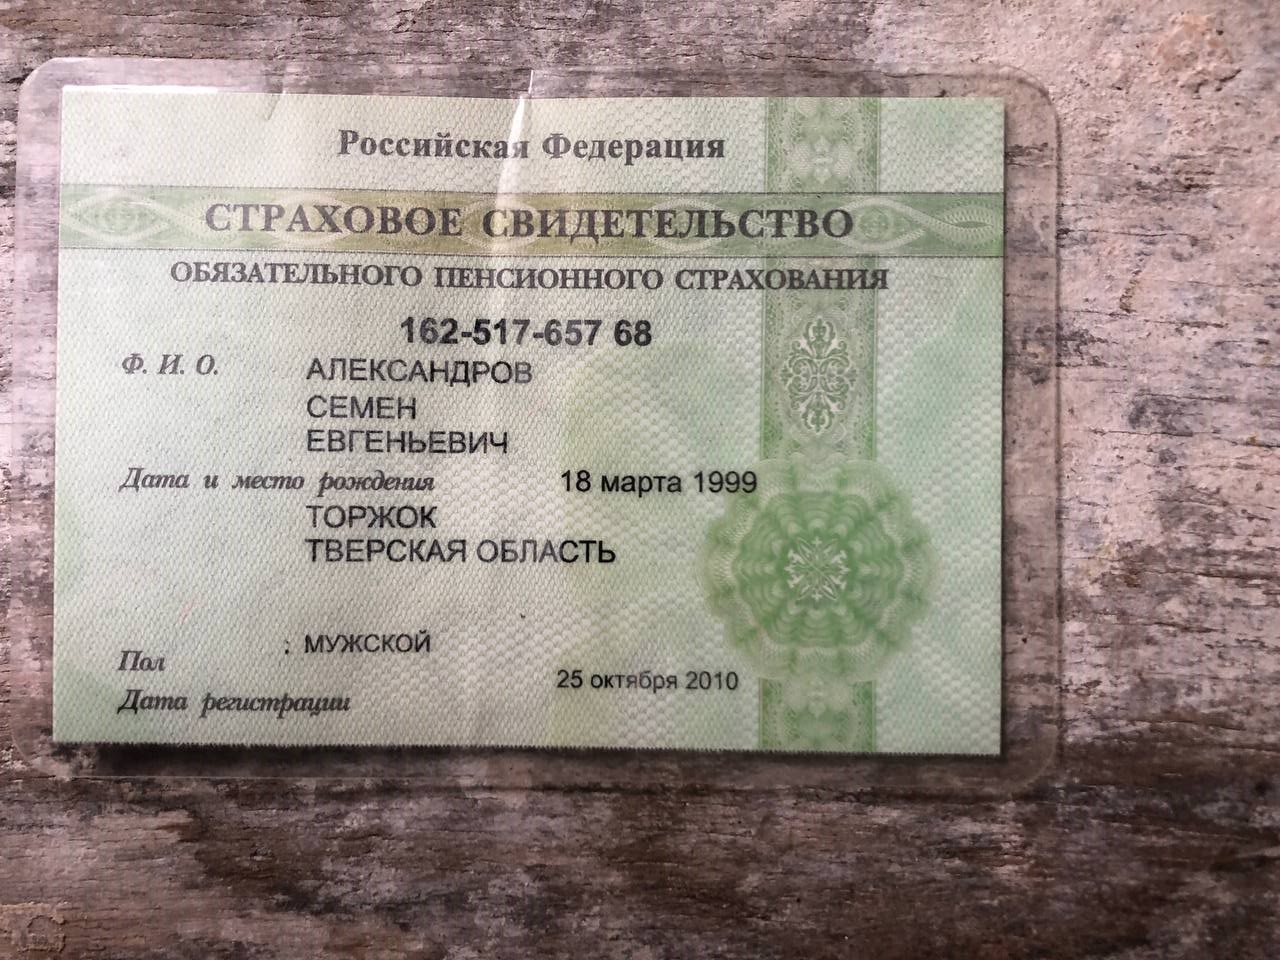 Российская Федерация
СТРАХОВОЕ СВИДЕТЕЛЬСТВО
ОБЯЗАТЕЛЬНОГО ПЕНСИОННОГО СТРАХОВАНИЯ
162-517-657 68
Ф. И. О. АЛЕКСАНДРОВ
СЕМЕН
ЕВГЕНЬЕВИЧ
Дата и место рождения 18 марта 1999
ТОРЖОК
ТВЕРСКАЯ ОБЛАСТЬ
Пол : МУЖСКОЙ
Дата регистрации 25 октября 2010